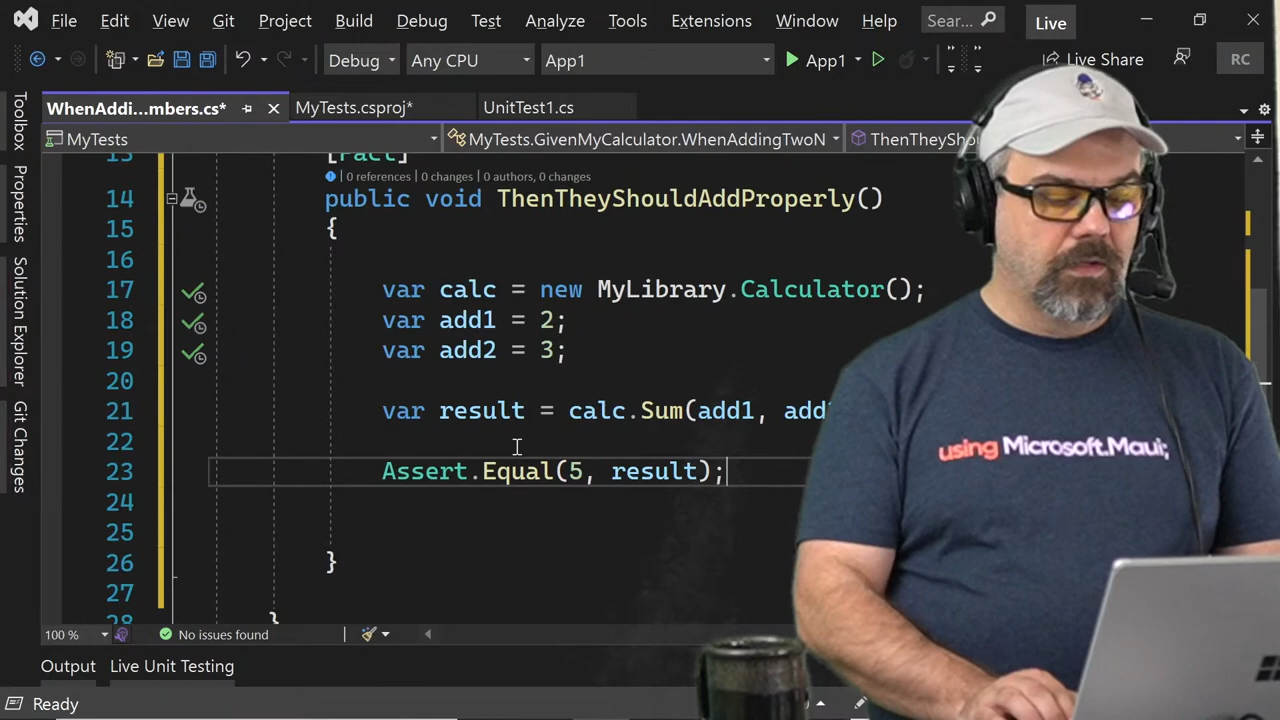 File Edit View Git Project Build Debug Test Analyze Tools Extensions Window Help Sear... Live
Debug Any CPU App1 App1 Live Share RC
WhenAddi...mbers.cs* MyTests.csproj* UnitTest1.cs
MyTests MyTests.GivenMyCalculator.WhenAddingTwoN ThenTheySho
Toolbox
Properties
Solution Explorer
Git Changes
13 [Fact]
0 references | 0 changes | 0 authors, 0 changes
14 public void ThenTheyShouldAddProperly()
15 {
16
17 var calc = new MyLibrary.Calculator();
18 var add1 = 2;
19 var add2 = 3;
20
21 var result = calc.Sum(add1, add
22
23 Assert.Equal(5, result);
24
25
26 }
27
28 }
using Microsoft.Maui;
100 % No issues found
Output Live Unit Testing
Ready